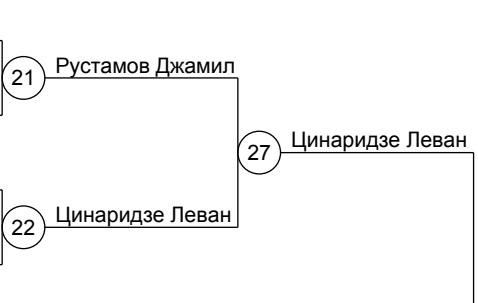 21 Рустамов Джамил
27 Цинаридзе Леван
22 Цинаридзе Леван